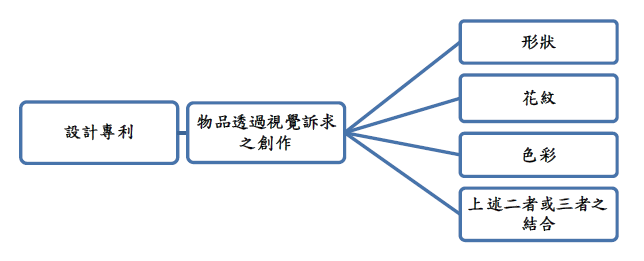 設計專利
物品透過視覺訴求
之創作
形狀
花紋
色彩
上述二者或三者之
結合